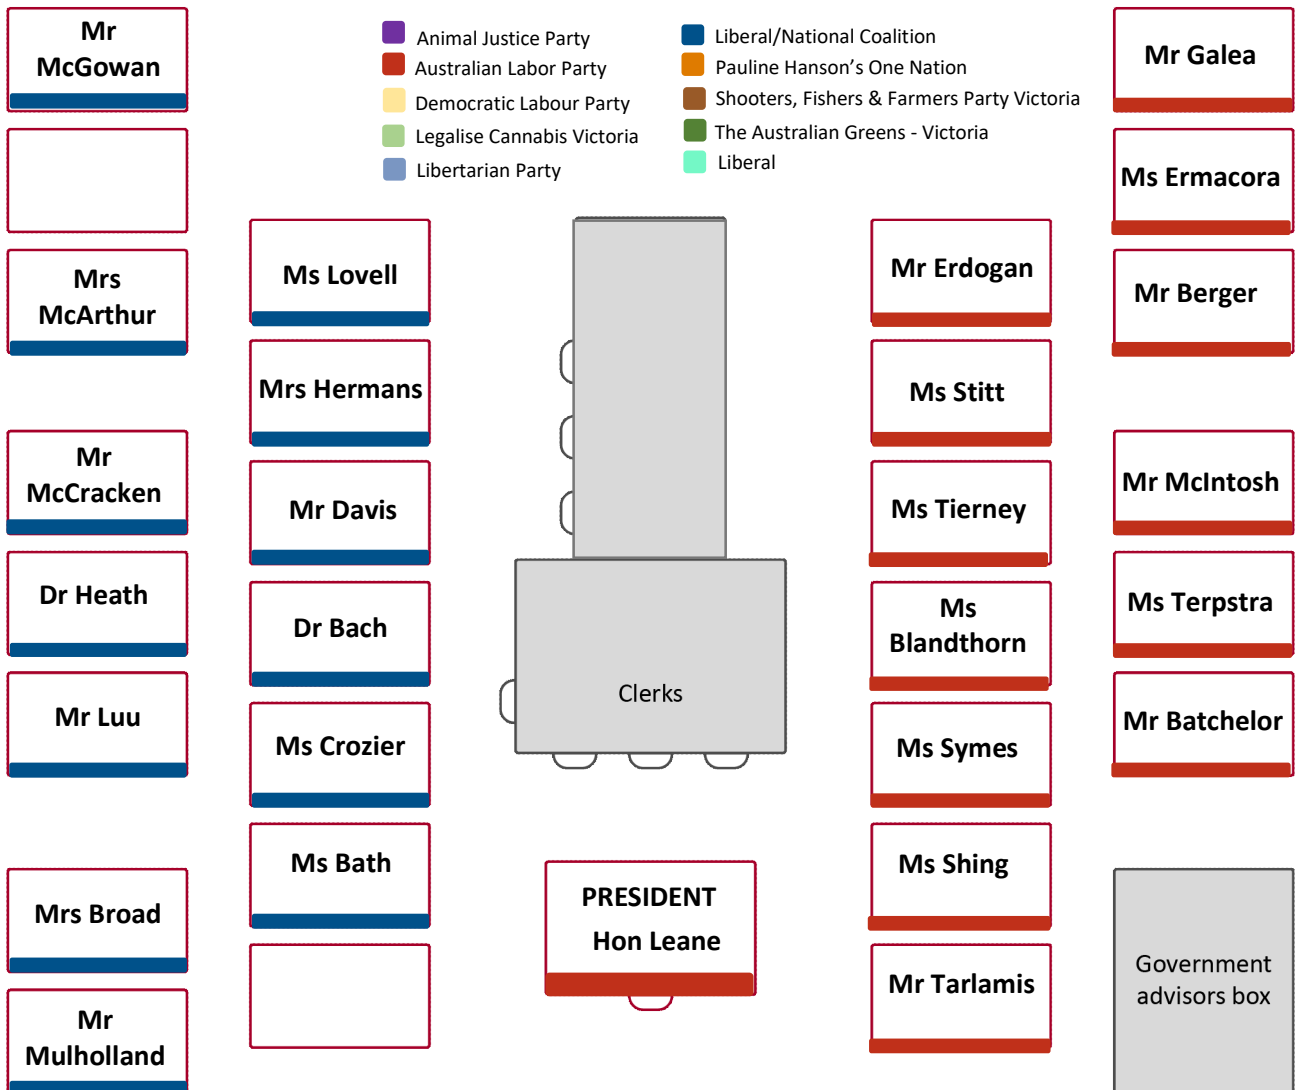 Mr
McGowan
Mrs
McArthur
Mr
McCracken
Dr Heath
Mr Luu
Mrs Broad
Mr
Mulholland
Ms Lovell
Mrs Hermans
Mr Davis
Dr Bach
Ms Crozier
Ms Bath
Animal Justice Party
Australian Labor Party
Democratic Labour Party
Legalise Cannabis Victoria
Libertarian Party
Liberal/National Coalition
Pauline Hanson's One Nation
Shooters, Fishers & Farmers Party Victoria
The Australian Greens - Victoria
Liberal
Clerks
PRESIDENT
Hon Leane
Mr Erdogan
Ms Stitt
Ms Tierney
Ms
Blandthorn
Ms Symes
Ms Shing
Mr Tarlamis
Mr Galea
Ms Ermacora
Mr Berger
Mr McIntosh
Ms Terpstra
Mr Batchelor
Government
advisors box